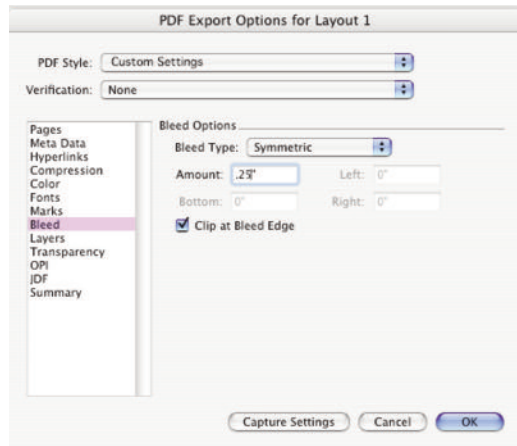 PDF Export Options for Layout 1
PDF Style: Custom Settings
Verification: None
Pages
Meta Data
Hyperlinks
Compression
Color
Fonts
Marks
Bleed
Layers
Transparency
OPI
JDF
Summary
Bleed Options
Bleed Type: Symmetric
Amount: .25" Left: 0"
Bottom: 0" Right: 0"
Clip at Bleed Edge
Capture Settings Cancel OK